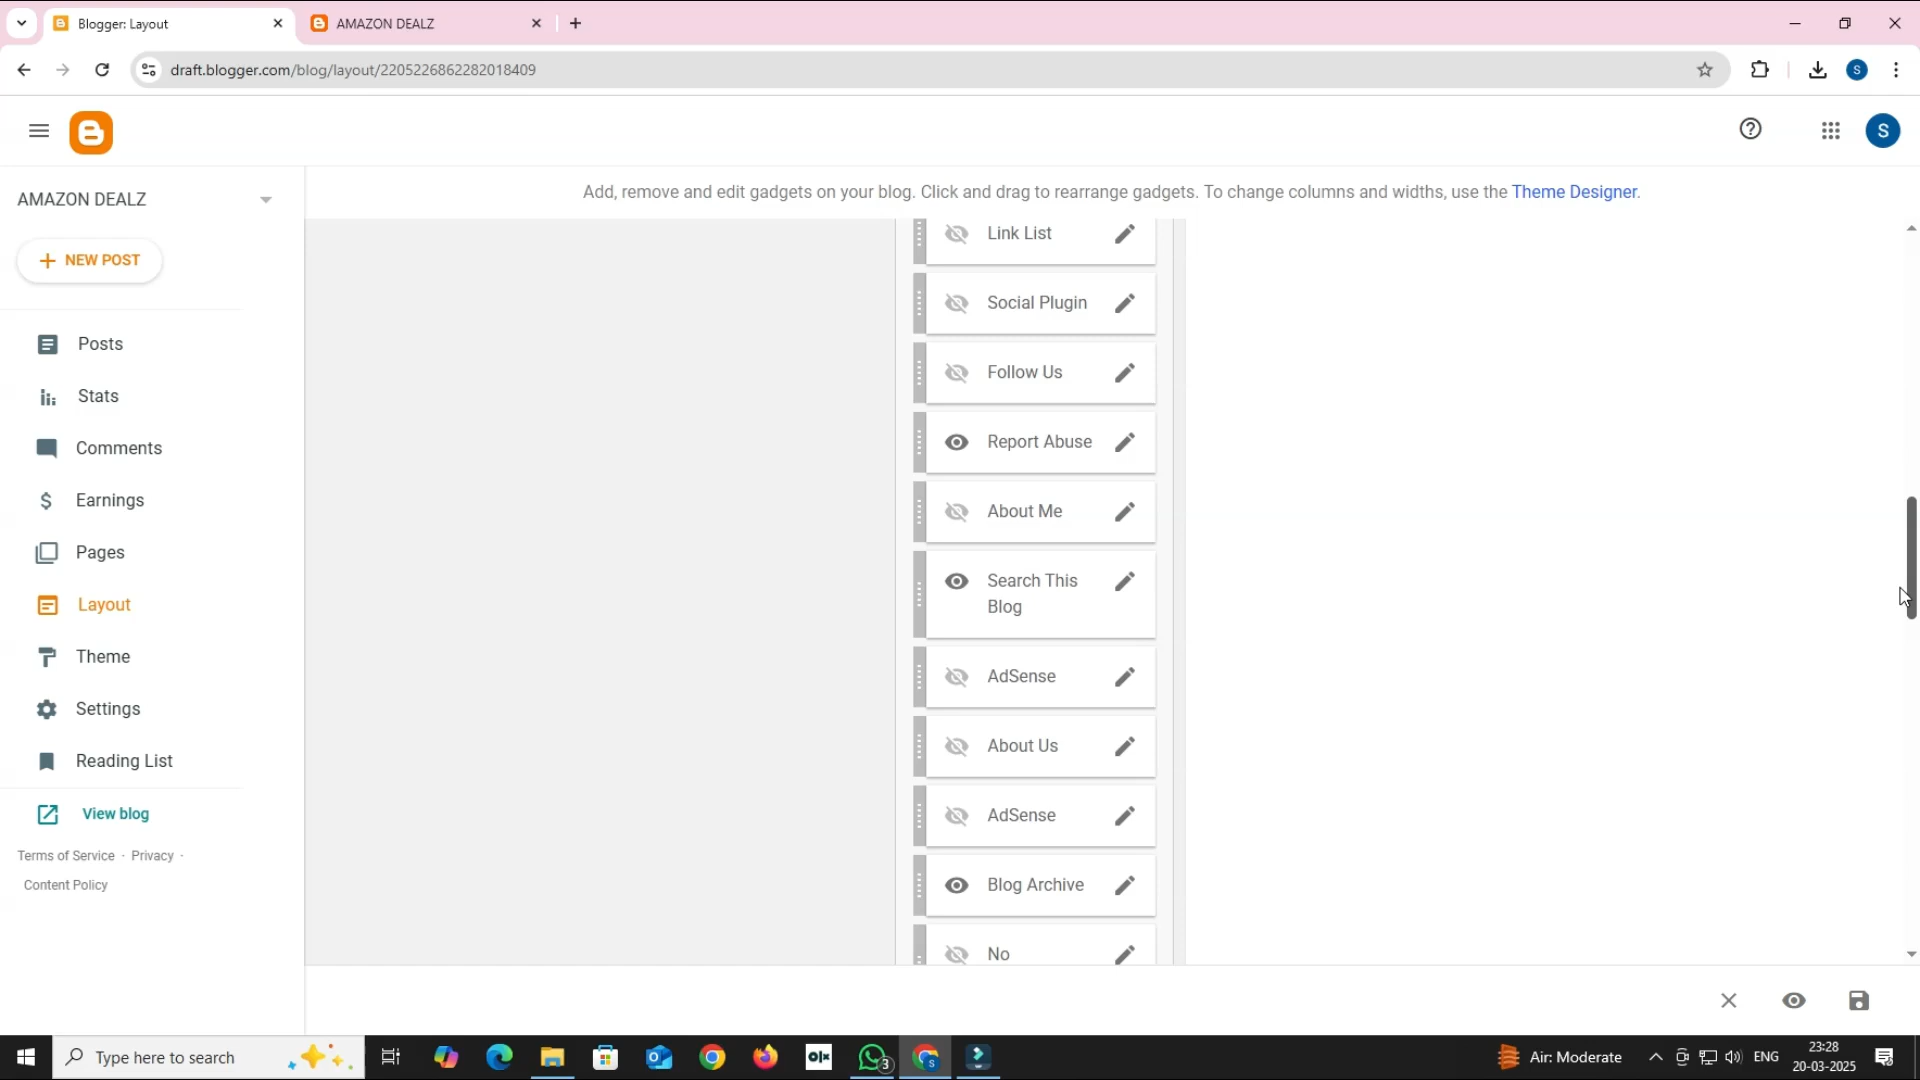 Blogger: Layout
AMAZON DEALZ
draft.blogger.com/blog/layout/2205226862282018409
S
S
AMAZON DEALZ
NEW POST
Posts
Stats
Comments
Earnings
Pages
Layout
Theme
Settings
Reading List
View blog
Terms of Service · Privacy ·
Content Policy
Add, remove and edit gadgets on your blog. Click and drag to rearrange gadgets. To change columns and widths, use the Theme Designer.
Link List
Social Plugin
Follow Us
Report Abuse
About Me
Search This
Blog
AdSense
About Us
AdSense
Blog Archive
No
Type here to search
olx
3
S
Air: Moderate
ENG
23:28
20-03-2025